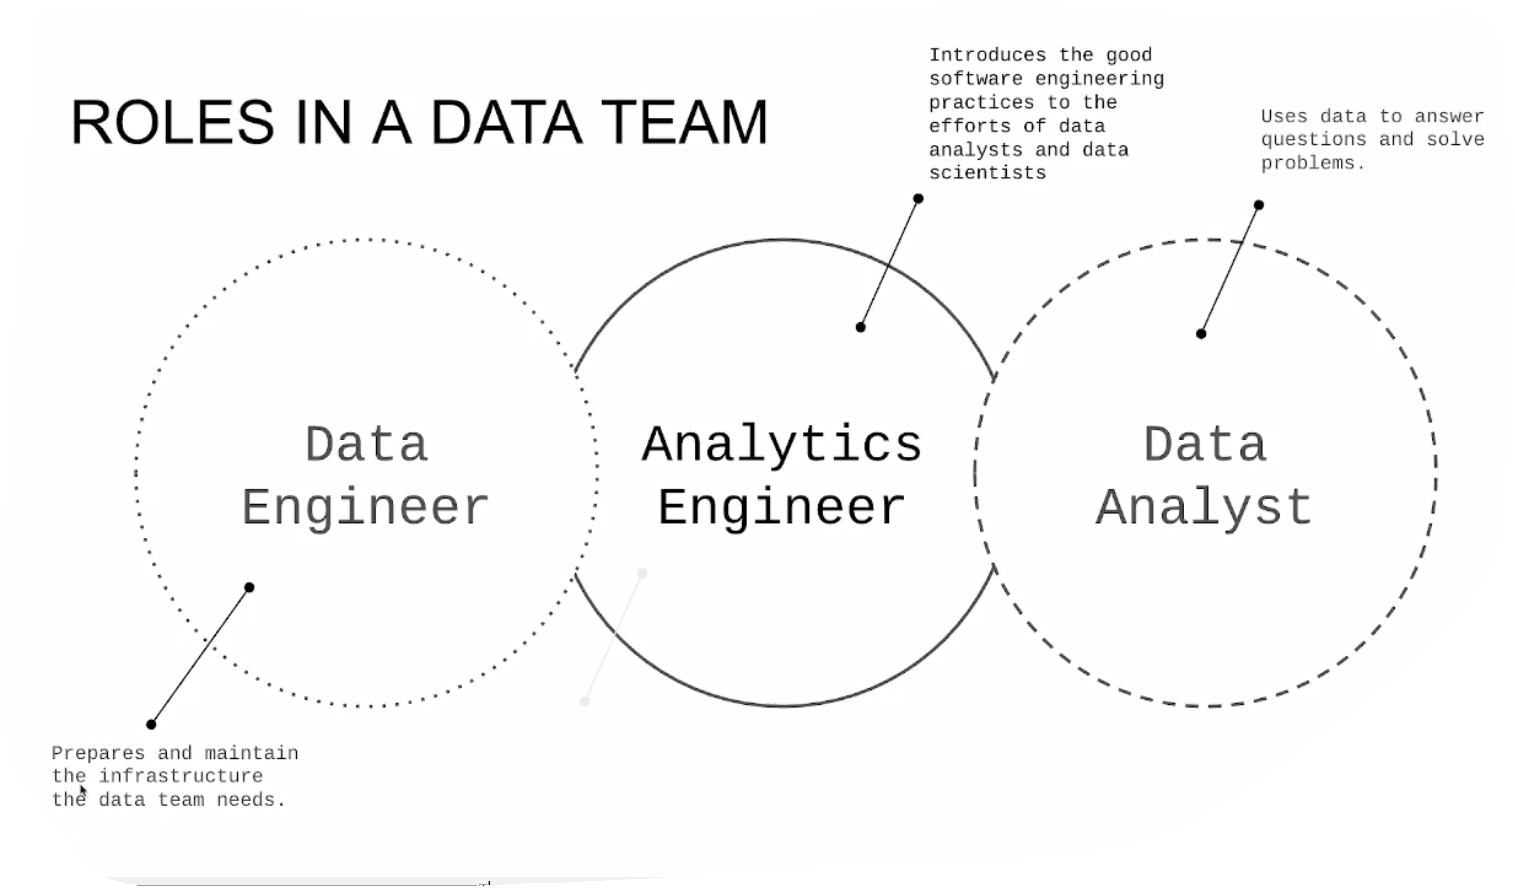 ROLES IN A DATA TEAM
Introduces the good
software engineering
practices to the
efforts of data
analysts and data
scientists
Uses data to answer
questions and solve
problems.
Data
Engineer
Analytics
Engineer
Data
Analyst
Prepares and maintain
the infrastructure
the data team needs.